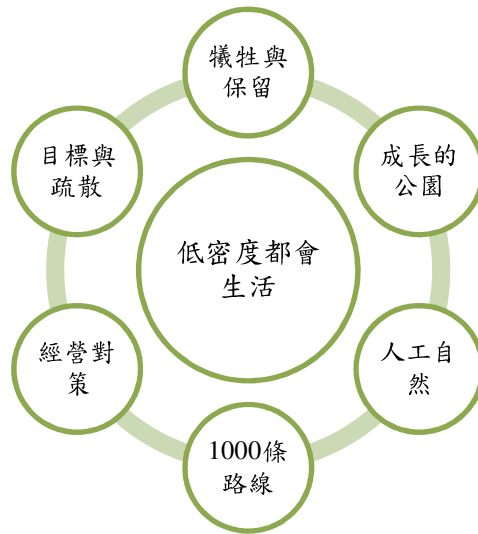 犠牲與
保留
成長的
公園
人工自
然
1000條
路線
經營對
策
目標與
疏散
低密度都會
生活